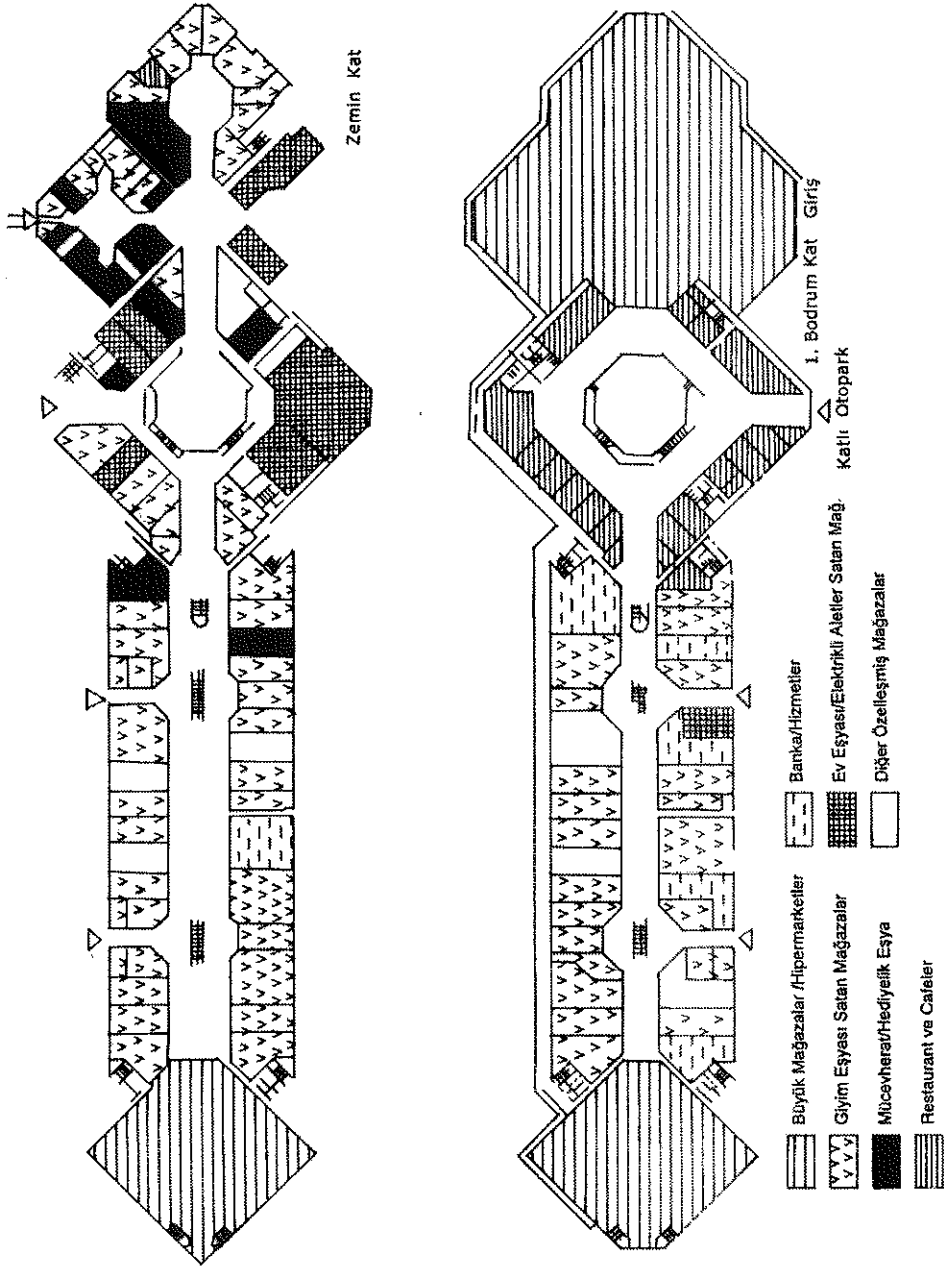 Zemin Kat
1. Bodrum Kat Giriş
Katlı Otopark
Büyük Mağazalar /Hipermarketler
Giyim Eşyası Satan Mağazalar
Mücevherat/Hediyelik Eşya
Restaurant ve Cafeler
Banka/Hizmetler
Ev Eşyası/Elektrikli Aletler Satan Mağ.
Diğer Özelleşmiş Mağazalar